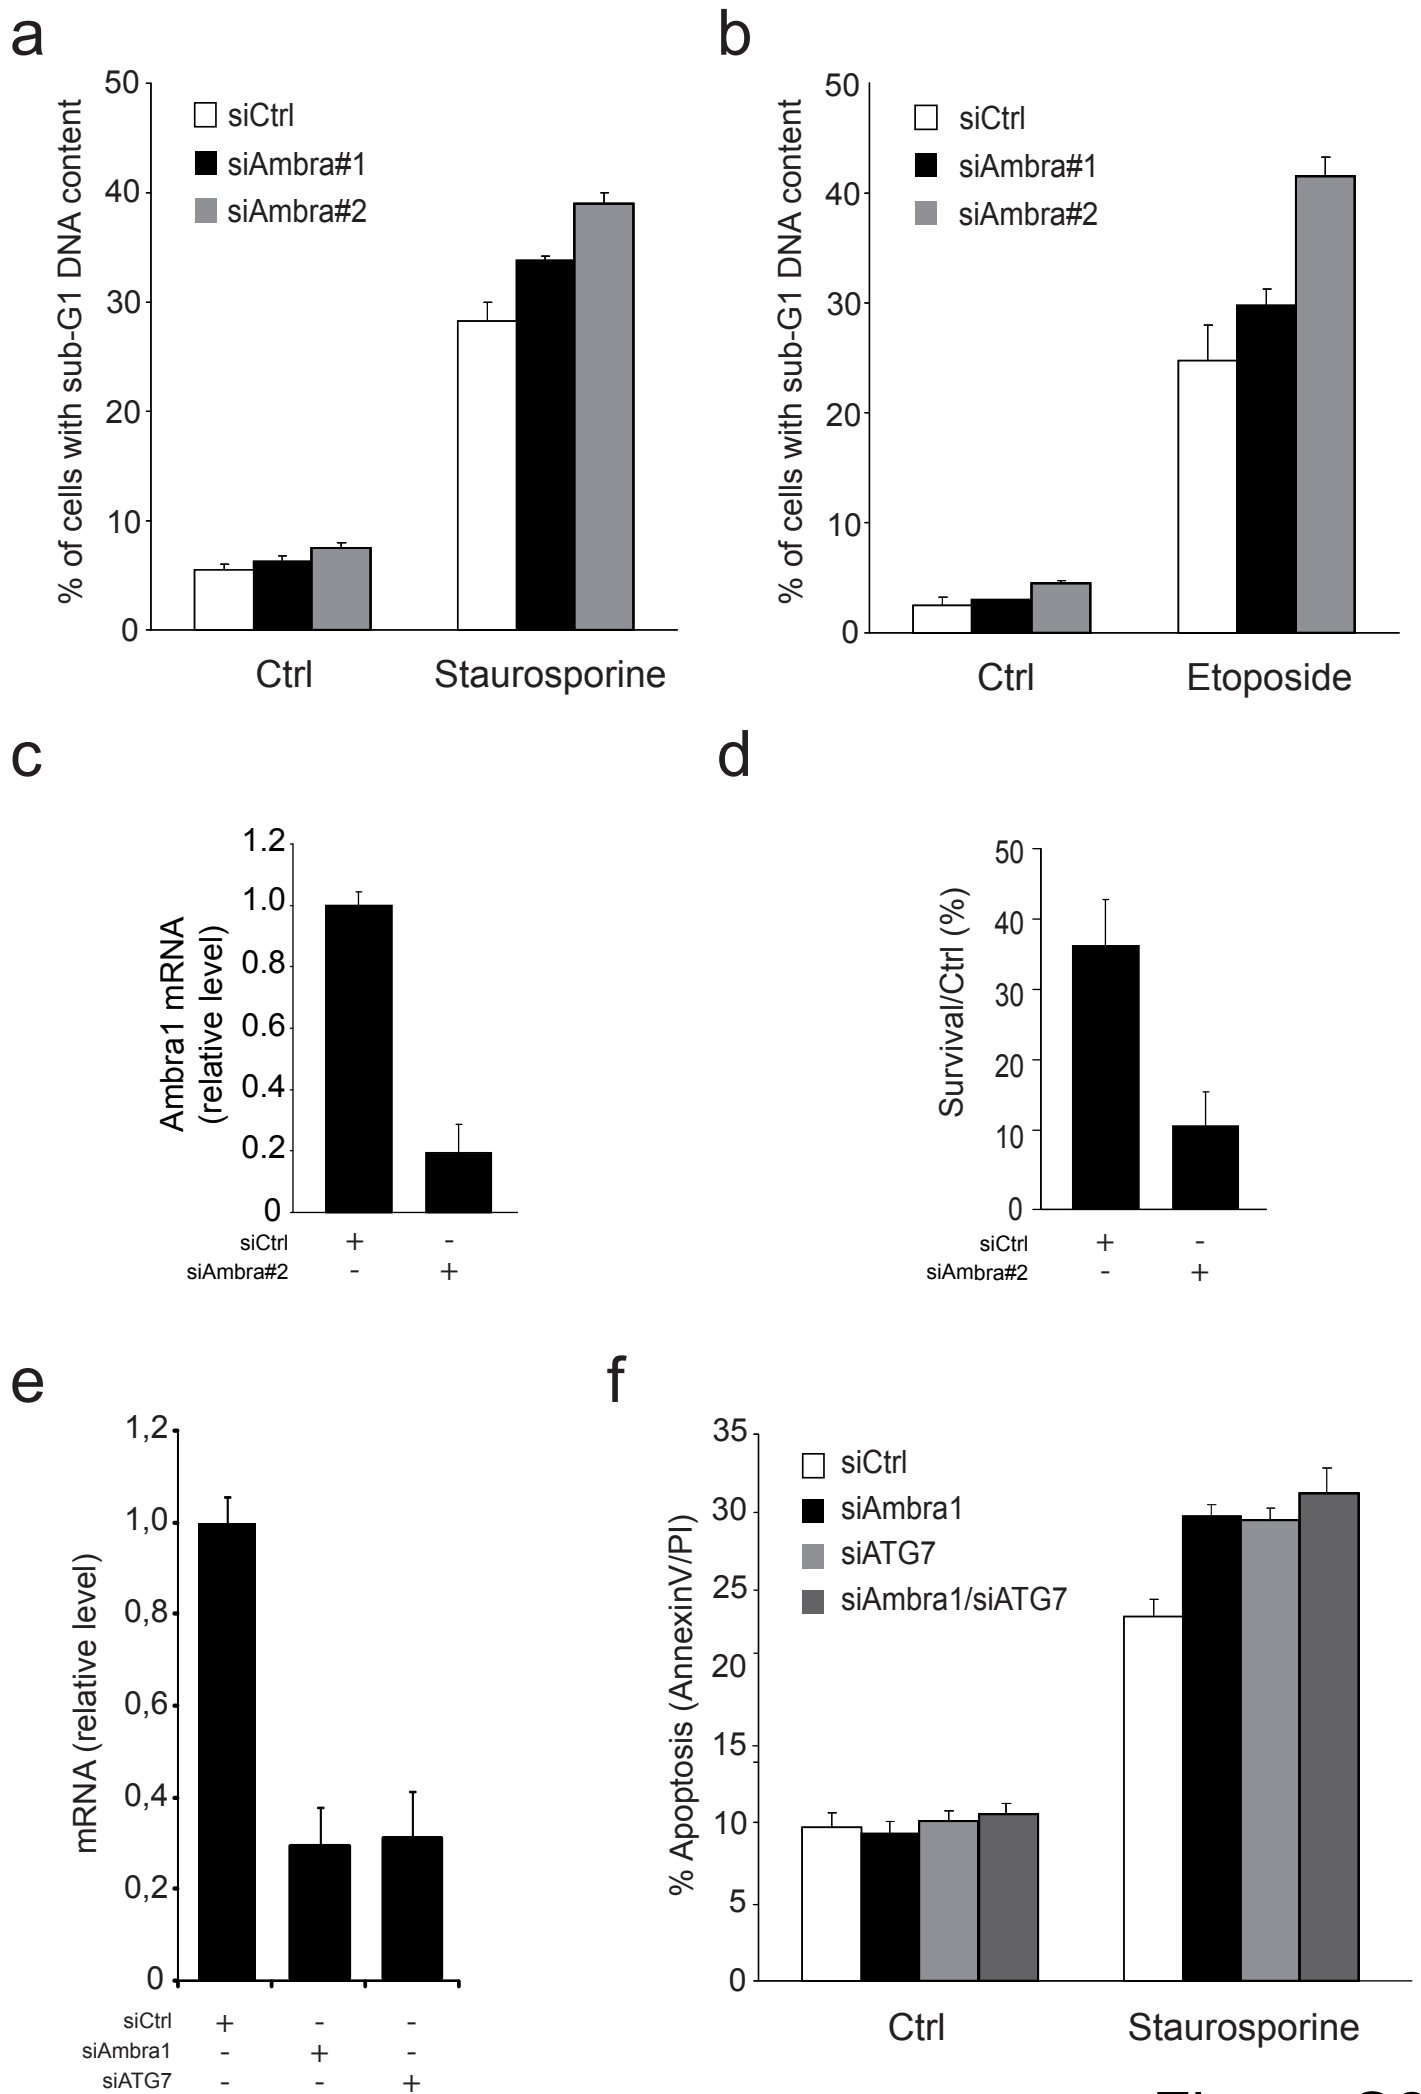 a
50
40
30
20
10
0
% of cells with sub-G1 DNA content
siCtrl
siAmbra#1
siAmbra#2
Ctrl
Staurosporine
b
50
40
30
20
10
0
% of cells with sub-G1 DNA content
siCtrl
siAmbra#1
siAmbra#2
Ctrl
Etoposide
c
1.2
1.0
0.8
0.6
0.4
0.2
0
Ambra1 mRNA
(relative level)
siCtrl + -
siAmbra#2 - +
d
50
40
30
20
10
0
Survival/Ctrl (%)
siCtrl + -
siAmbra#2 - +
e
1,2
1,0
0,8
0,6
0,4
0,2
0
mRNA (relative level)
siCtrl + - -
siAmbra1 - + -
siATG7 - - +
f
35
30
25
20
15
10
5
0
% Apoptosis (AnnexinV/PI)
siCtrl
siAmbra1
siATG7
siAmbra1/siATG7
Ctrl
Staurosporine